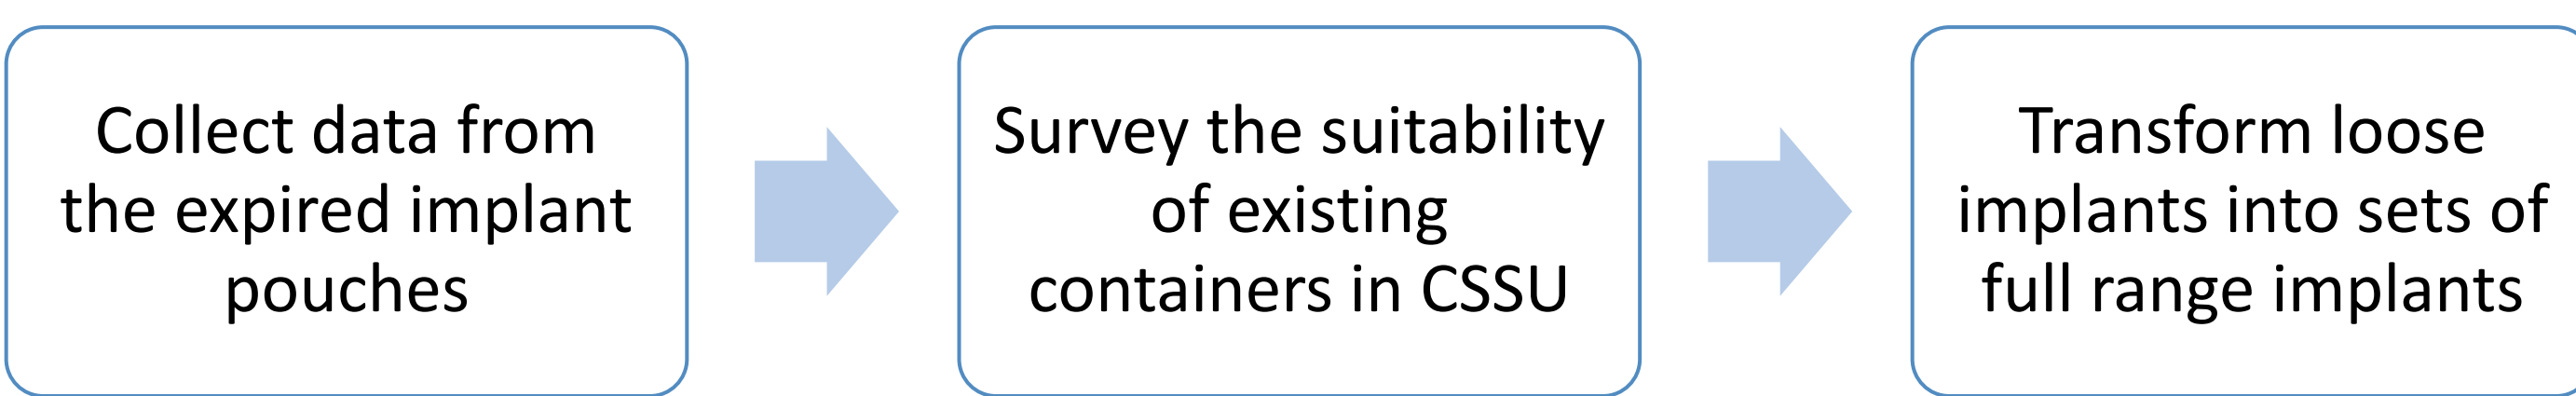 Collect data from
the expired implant
pouches
Survey the suitability
of existing
containers in CSSU
Transform loose
implants into sets of
full range implants